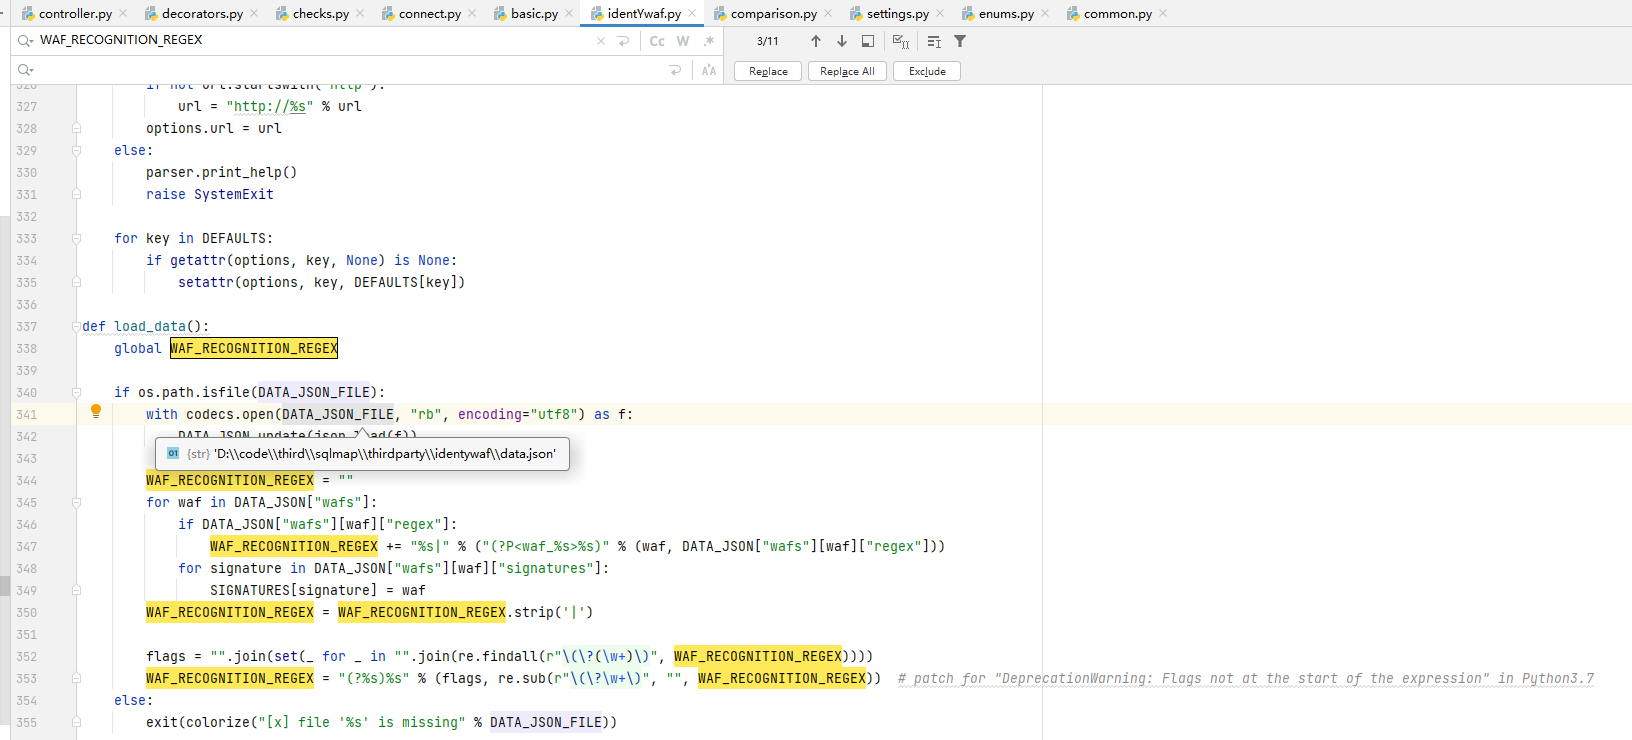 controller.py decorators.py checks.py connect.py basic.py identYwaf.py comparison.py settings.py enums.py common.py
WAF_RECOGNITION_REGEX Cc W .* 3/11
Replace Replace All Exclude
326 if not url.startswith("http"):
327 url = "http://%s" % url
328 options.url = url
329 else:
330 parser.print_help()
331 raise SystemExit
332
333 for key in DEFAULTS:
334 if getattr(options, key, None) is None:
335 setattr(options, key, DEFAULTS[key])
336
337 def load_data():
338 global WAF_RECOGNITION_REGEX
339
340 if os.path.isfile(DATA_JSON_FILE):
341 with codecs.open(DATA_JSON_FILE, "rb", encoding="utf8") as f:
342 DATA_JSON.update(json.load(f))
343 01 {str} 'D:\\code\\third\\sqlmap\\thirdparty\\identywaf\\data.json'
344 WAF_RECOGNITION_REGEX = ""
345 for waf in DATA_JSON["wafs"]:
346 if DATA_JSON["wafs"][waf]["regex"]:
347 WAF_RECOGNITION_REGEX += "%s|" % ("(?P<waf_%s>%s)" % (waf, DATA_JSON["wafs"][waf]["regex"]))
348 for signature in DATA_JSON["wafs"][waf]["signatures"]:
349 SIGNATURES[signature] = waf
350 WAF_RECOGNITION_REGEX = WAF_RECOGNITION_REGEX.strip('|')
351
352 flags = "".join(set(_ for _ in "".join(re.findall(r"\(\?(\w+)\)", WAF_RECOGNITION_REGEX))))
353 WAF_RECOGNITION_REGEX = "(?%s)%s" % (flags, re.sub(r"\(\?\w+\)", "", WAF_RECOGNITION_REGEX)) # patch for "DeprecationWarning: Flags not at the start of the expression" in Python3.7
354 else:
355 exit(colorize("[x] file '%s' is missing" % DATA_JSON_FILE))